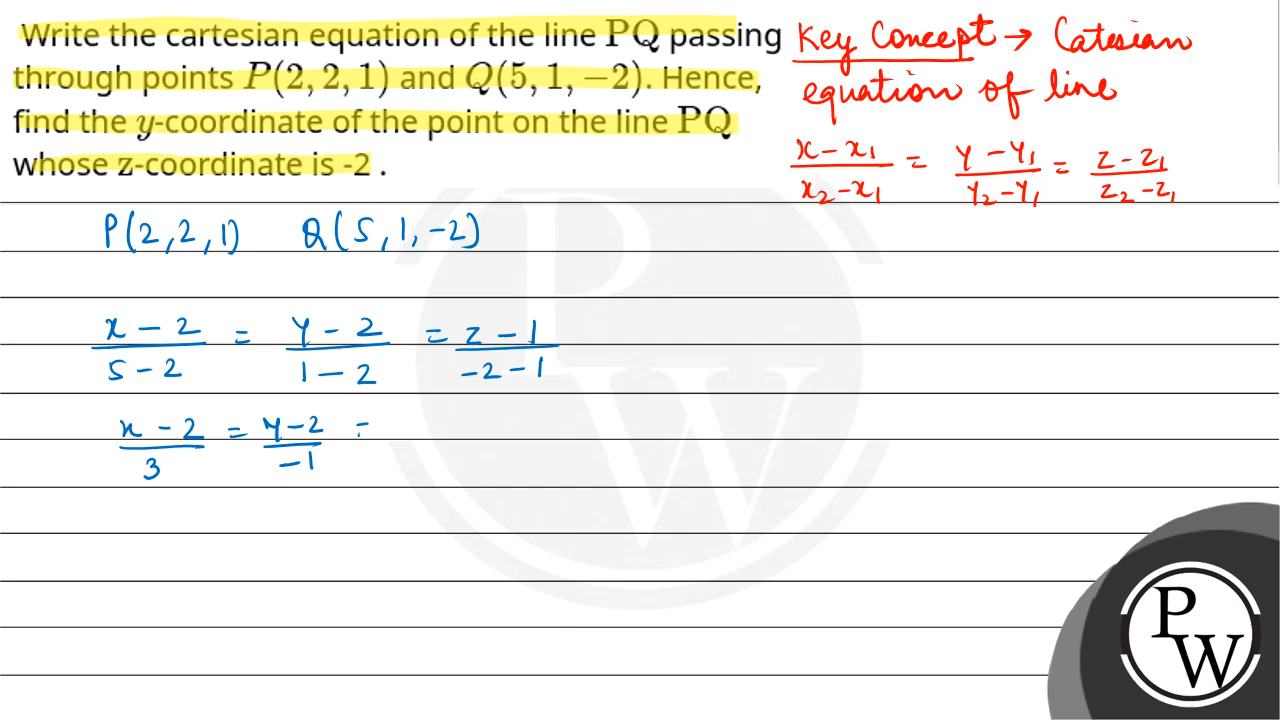 Write the cartesian equation of the line PQ passing
through points P(2, 2, 1) and Q(5, 1, −2). Hence,
find the y-coordinate of the point on the line PQ
whose z-coordinate is -2 .
Key Concept → Catesian
equation of line
x − x₁ / x₂ − x₁ = y − y₁ / y₂ − y₁ = z − z₁ / z₂ − z₁
P(2, 2, 1) Q(5, 1, −2)
x − 2 / 5 − 2 = y − 2 / 1 − 2 = z − 1 / −2 − 1
x − 2 / 3 = y − 2 / −1 =
PW
PW